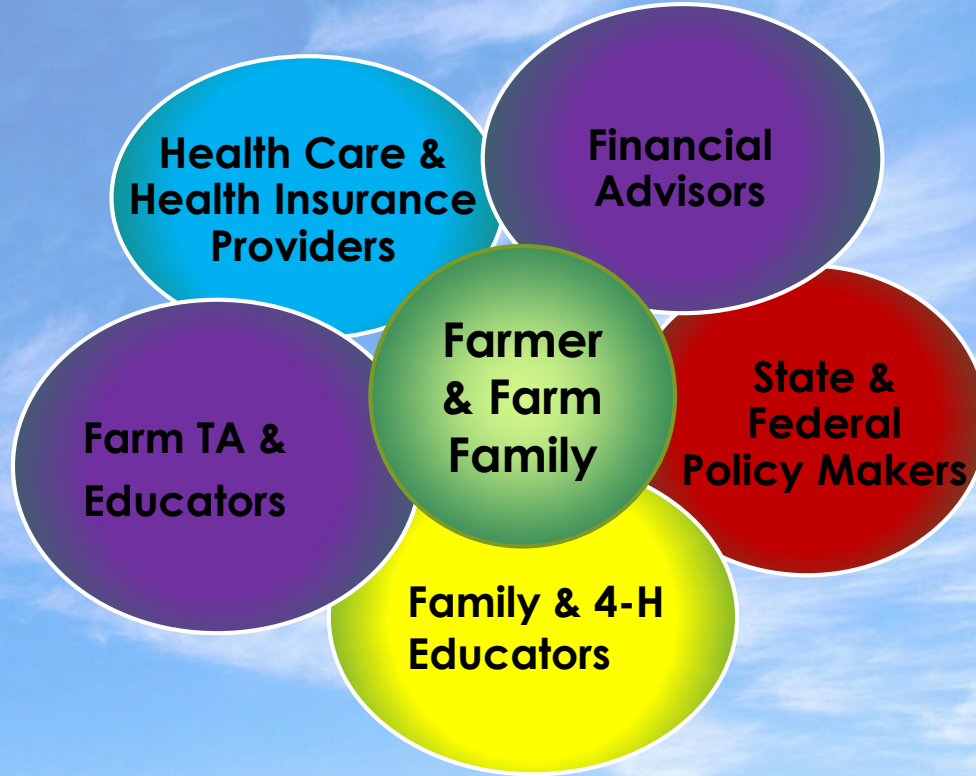 Health Care &
Health Insurance
Providers
Financial
Advisors
Farmer
& Farm
Family
State &
Federal
Policy Makers
Farm TA &
Educators
Family & 4-H
Educators